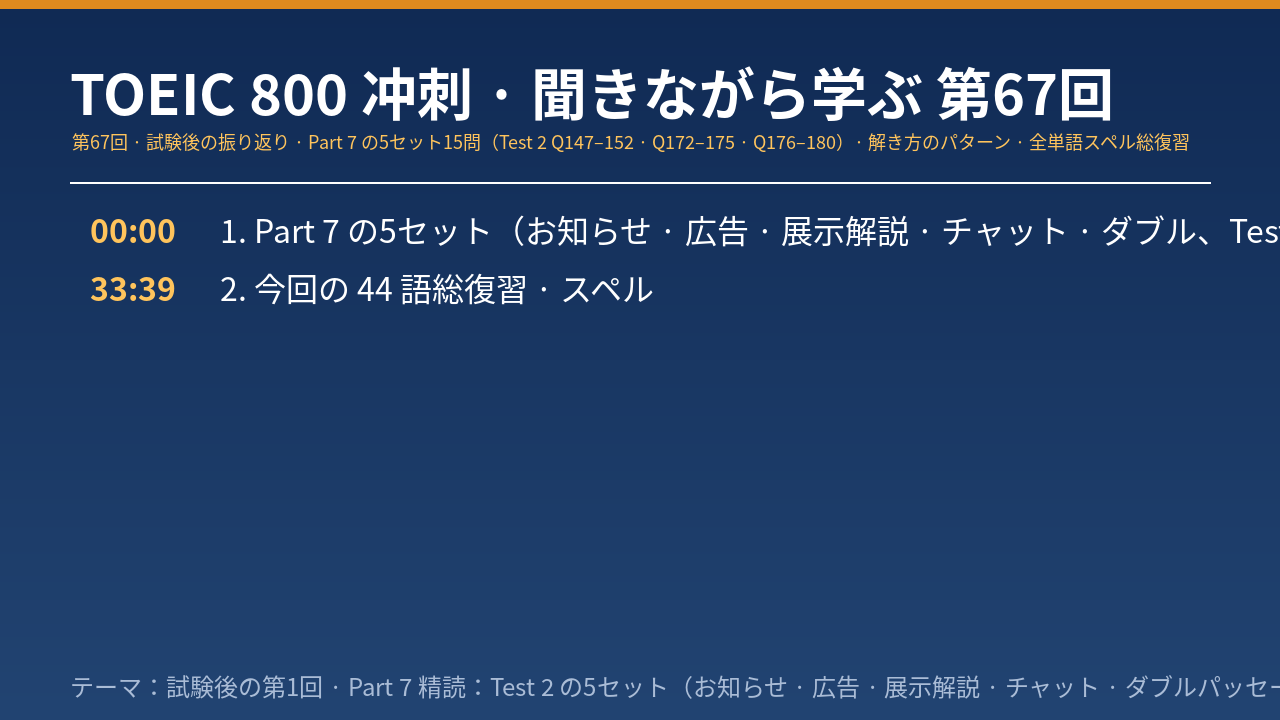 TOEIC 800 冲刺 · 聞きながら学ぶ 第67回
第67回 · 試験後の振り返り · Part 7 の5セット15問（Test 2 Q147–152 · Q172–175 · Q176–180） · 解き方のパターン · 全単語スペル総復習
00:00 1. Part 7 の5セット（お知らせ · 広告 · 展示解説 · チャット · ダブル、Tes
33:39 2. 今回の 44 語総復習 · スペル
テーマ：試験後の第1回 · Part 7 精読：Test 2 の5セット（お知らせ · 広告 · 展示解説 · チャット · ダブルパッセー